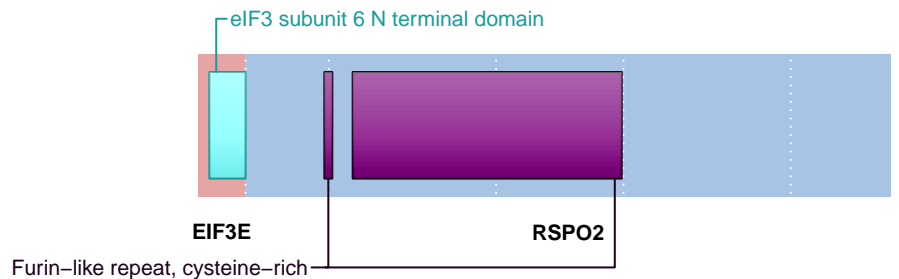 eIF3 subunit 6 N terminal domain
EIF3E
RSPO2
Furin−like repeat, cysteine−rich